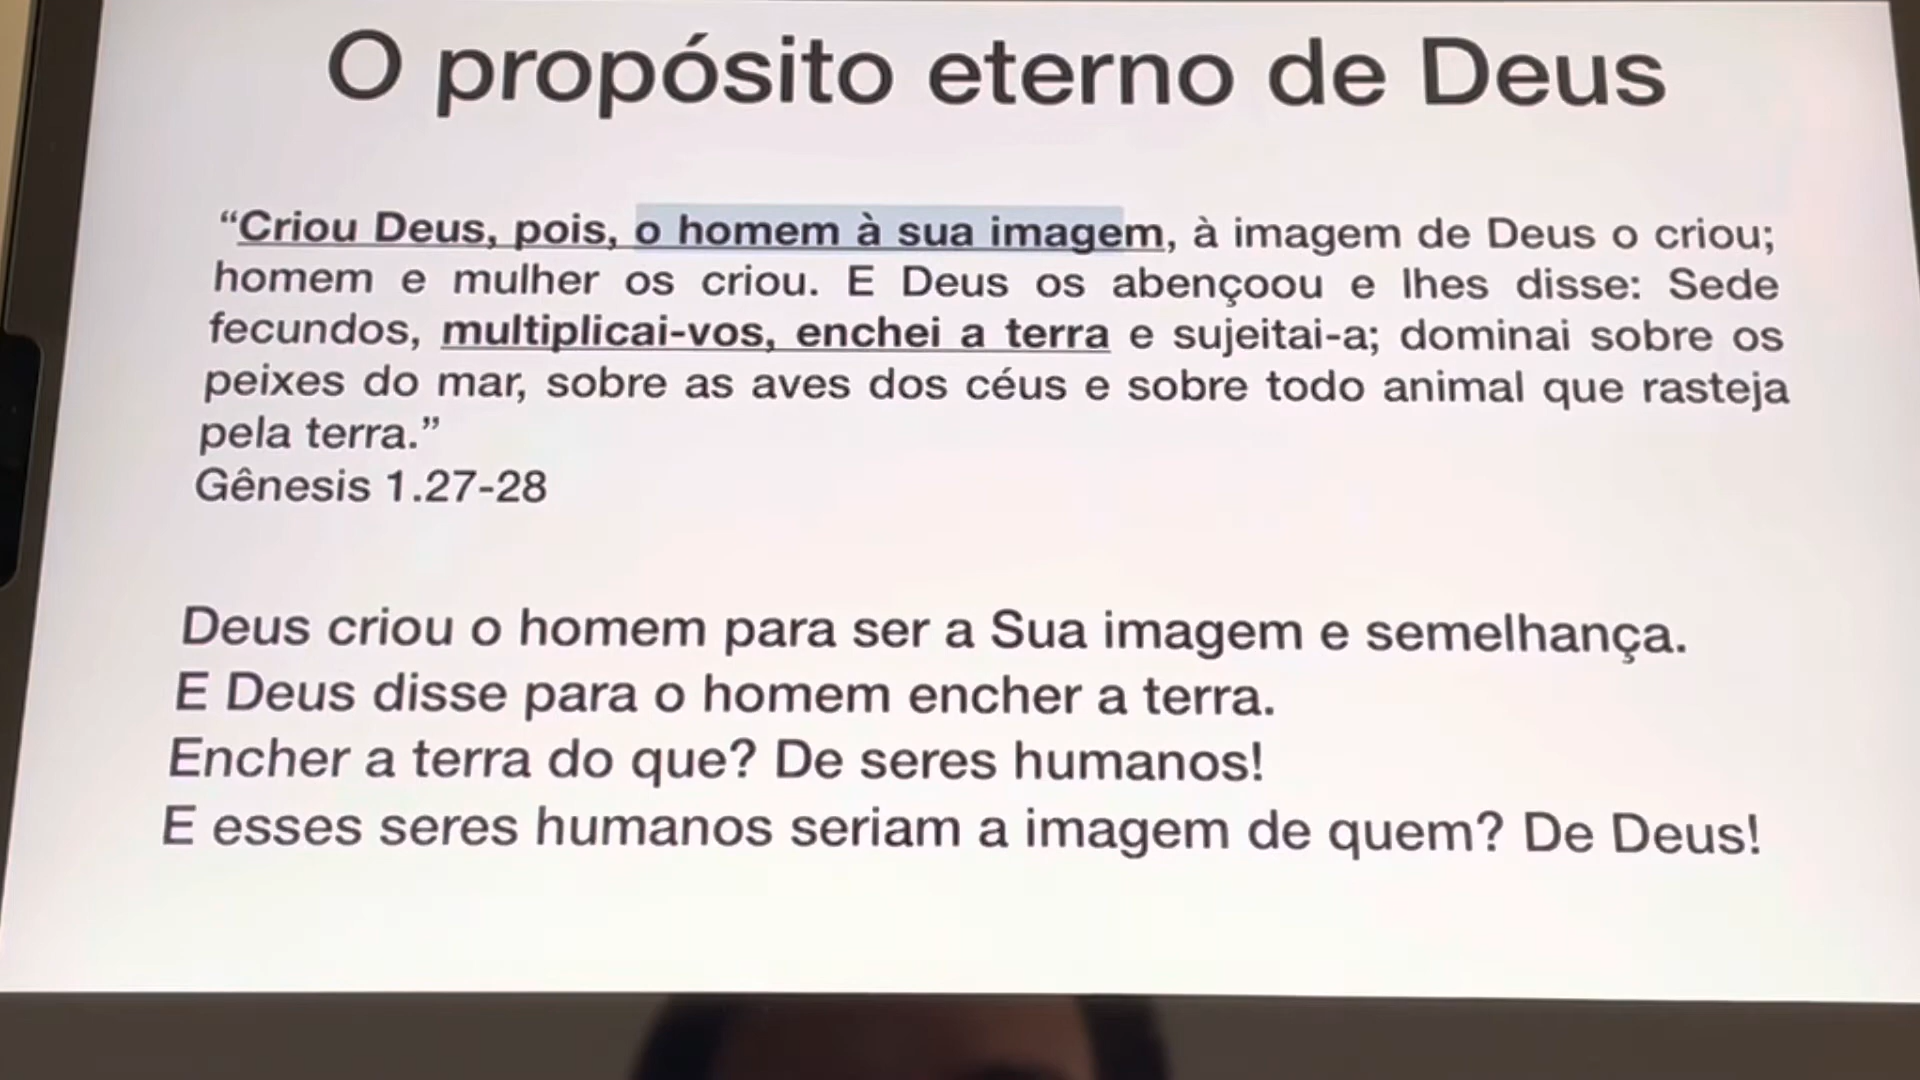 O propósito eterno de Deus
“Criou Deus, pois, o homem à sua imagem, à imagem de Deus o criou;
homem e mulher os criou. E Deus os abençoou e lhes disse: Sede
fecundos, multiplicai-vos, enchei a terra e sujeitai-a; dominai sobre os
peixes do mar, sobre as aves dos céus e sobre todo animal que rasteja
pela terra.”
Gênesis 1.27-28
Deus criou o homem para ser a Sua imagem e semelhança.
E Deus disse para o homem encher a terra.
Encher a terra do que? De seres humanos!
E esses seres humanos seriam a imagem de quem? De Deus!